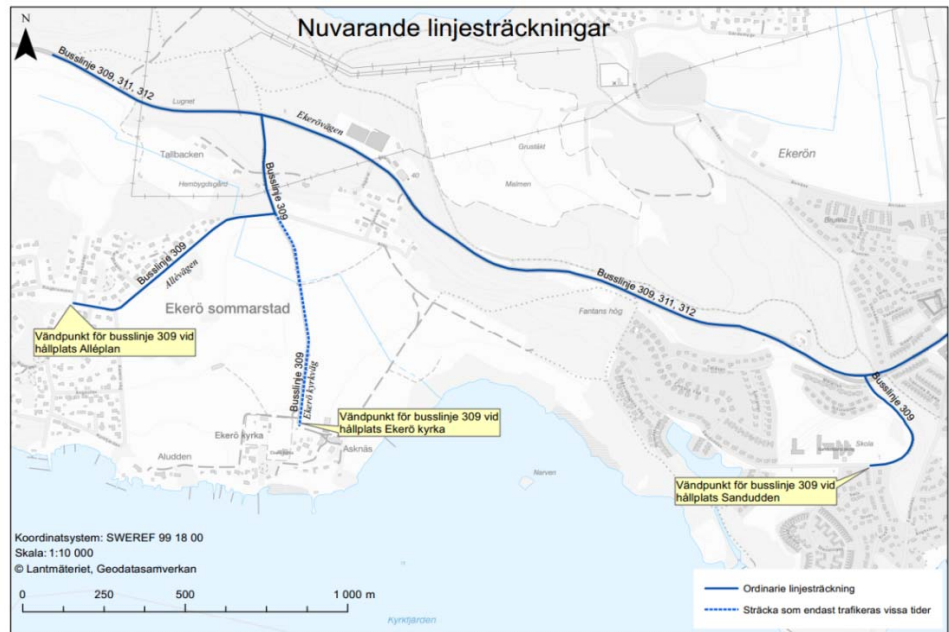 Nuvarande linjesträckningar
Busslinje 309, 311, 312
Lugnet
Ekerövägen
Tallbacken
Hembygdsgård
Grustäkt
Malmen
Ekerön
40
Busslinje 309
Busslinje 309
Allévägen
Ekerö sommarstad
Busslinje 309, 311, 312
Fantans hög
Vändpunkt för busslinje 309 vid
hållplats Alléplan
Busslinje 309
Ekerö kyrkväg
Busslinje 309
Vändpunkt för busslinje 309 vid
hållplats Ekerö kyrka
Ekerö kyrka
Asknäs
Aludden
Skola
Nerven
Vändpunkt för busslinje 309 vid
hållplats Sandudden
Koordinatsystem: SWEREF 99 18 00
Skala: 1:10 000
© Lantmäteriet, Geodatasamverkan
0 500 1 000 m
Kyrkfjärden
Ordinarie linjesträckning
Sträcka som endast trafikeras vissa tider